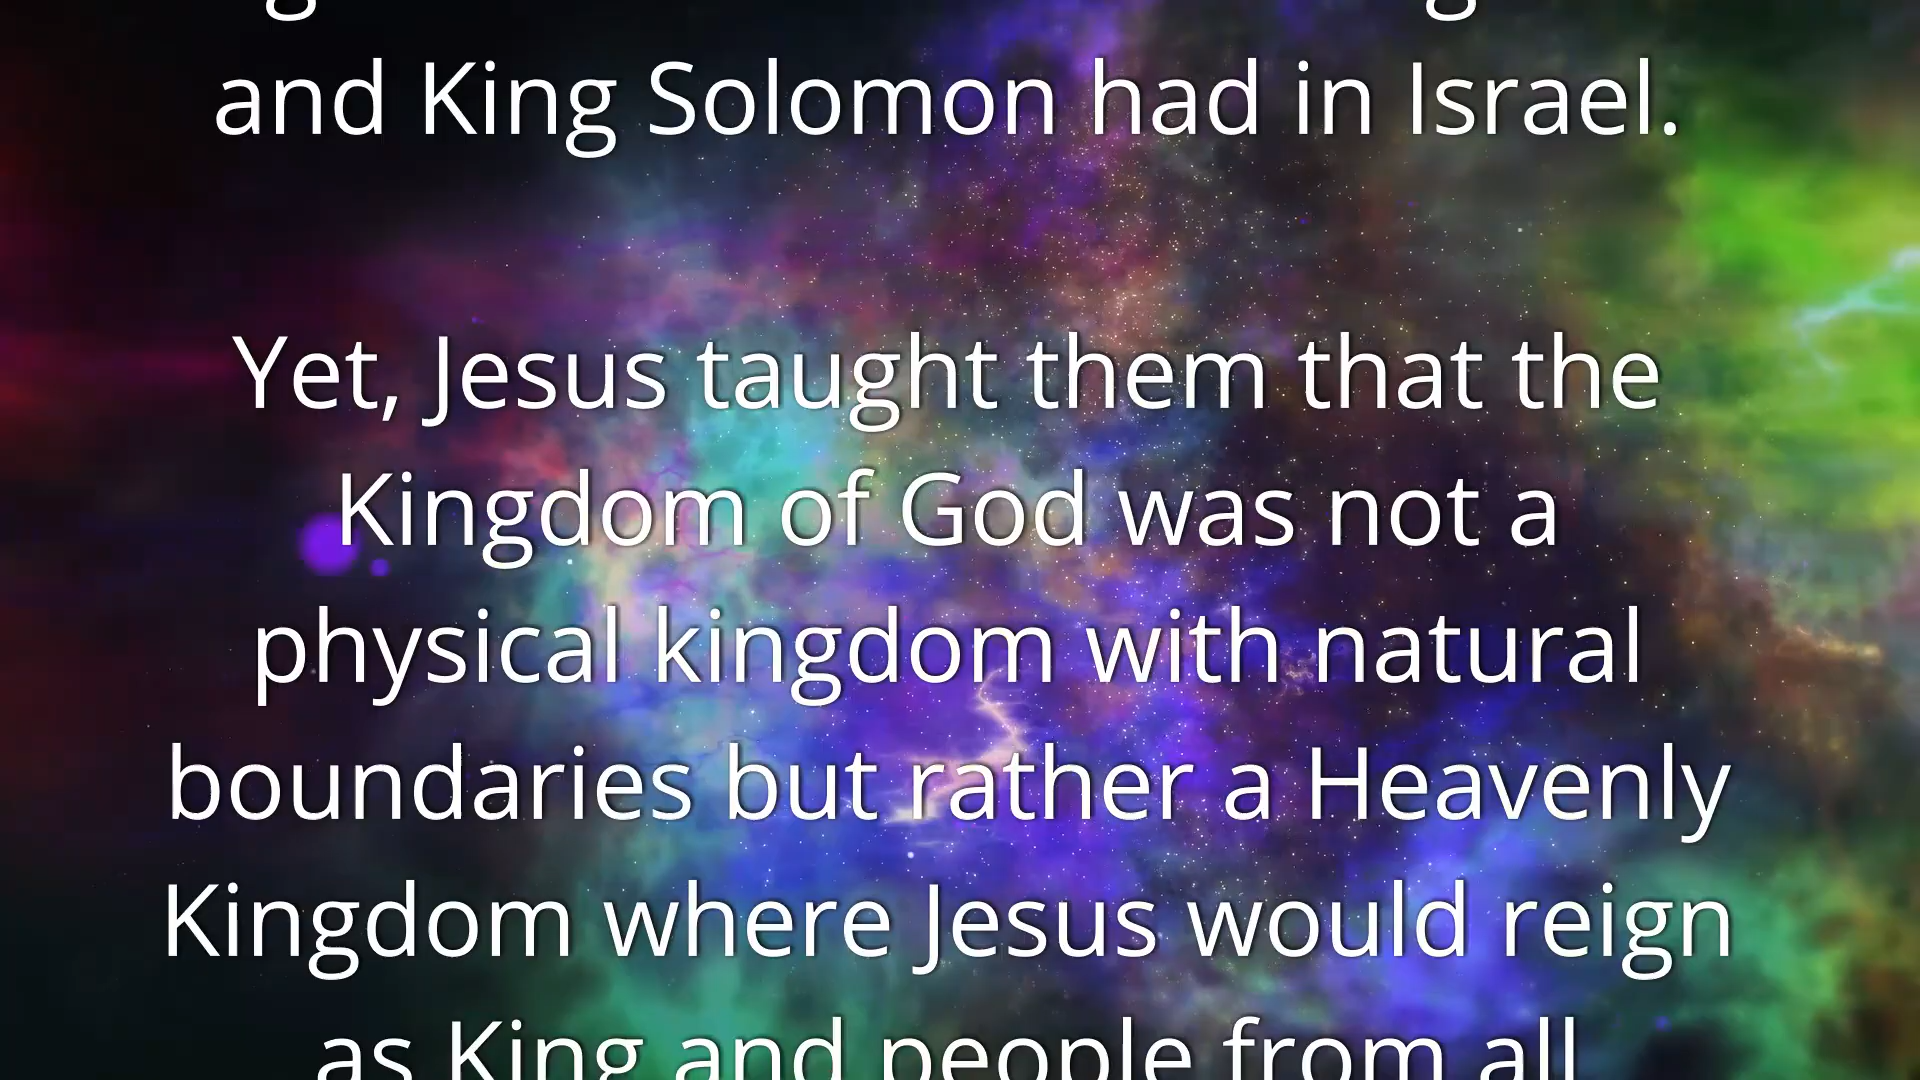 and King Solomon had in Israel.
Yet, Jesus taught them that the
Kingdom of God was not a
physical kingdom with natural
boundaries but rather a Heavenly
Kingdom where Jesus would reign
as King and people from all